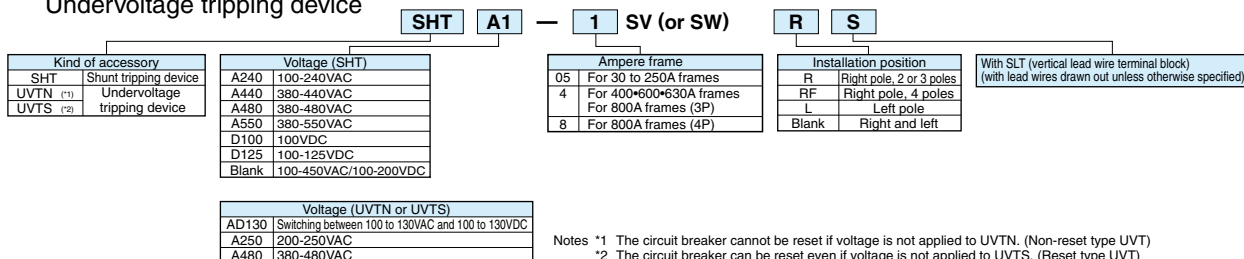 Undervoltage tripping device
SHT A1 — 1 SV (or SW) R S
Kind of accessory
SHT Shunt tripping device
UVTN (*1) Undervoltage
UVTS (*2) tripping device
Voltage (SHT)
A240 100-240VAC
A440 380-440VAC
A480 380-480VAC
A550 380-550VAC
D100 100VDC
D125 100-125VDC
Blank 100-450VAC/100-200VDC
Ampere frame
05 For 30 to 250A frames
4 For 400•600•630A frames
For 800A frames (3P)
8 For 800A frames (4P)
Installation position
R Right pole, 2 or 3 poles
RF Right pole, 4 poles
L Left pole
Blank Right and left
With SLT (vertical lead wire terminal block)
(with lead wires drawn out unless otherwise specified)
Voltage (UVTN or UVTS)
AD130 Switching between 100 to 130VAC and 100 to 130VDC
A250 200-250VAC
A480 380-480VAC
Notes *1 The circuit breaker cannot be reset if voltage is not applied to UVTN. (Non-reset type UVT)
*2 The circuit breaker can be reset even if voltage is not applied to UVTS. (Reset type UVT)